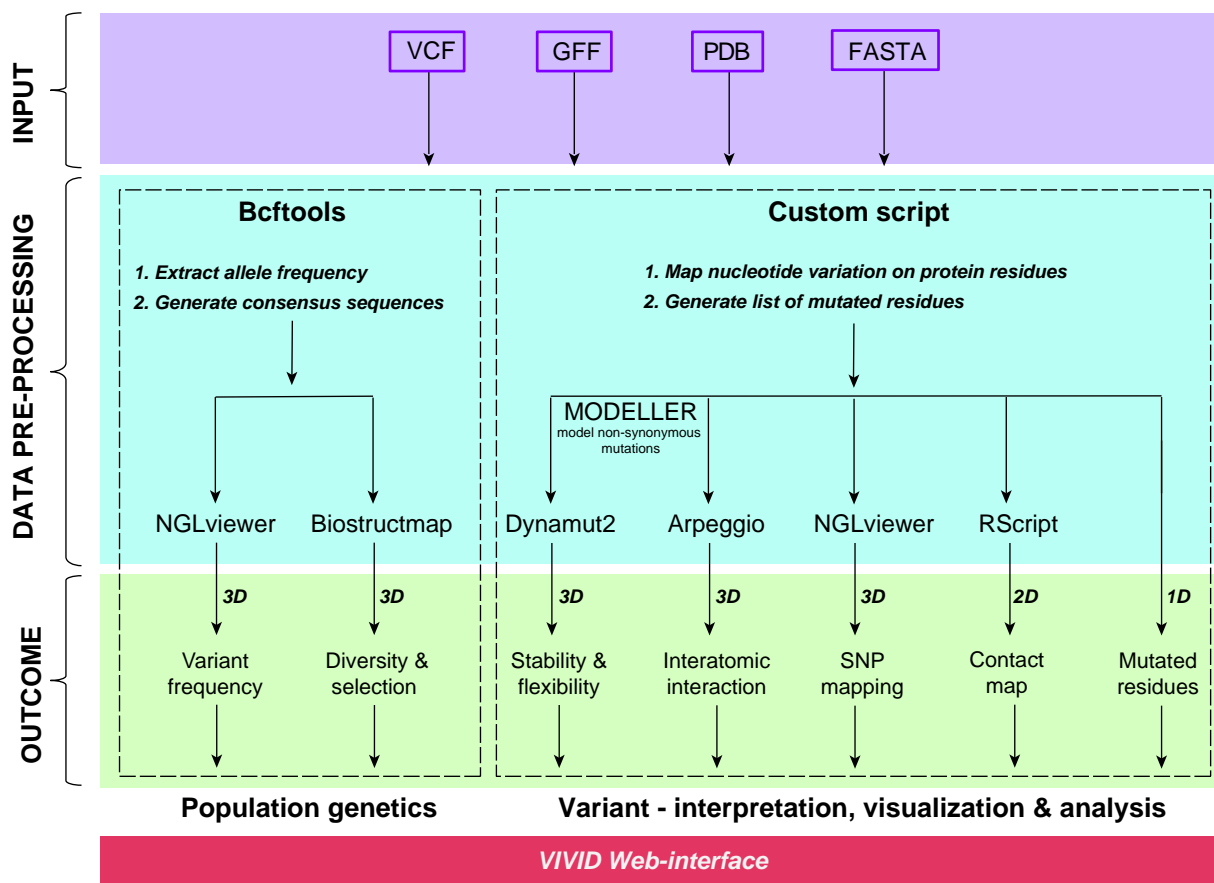 INPUT
VCF
GFF
PDB
FASTA
DATA PRE-PROCESSING
Bcftools
1. Extract allele frequency
2. Generate consensus sequences
Custom script
1. Map nucleotide variation on protein residues
2. Generate list of mutated residues
MODELLER
model non-synonymous
mutations
NGLviewer
Biostructmap
Dynamut2
Arpeggio
NGLviewer
RScript
OUTCOME
3D
3D
3D
3D
3D
2D
1D
Variant
frequency
Diversity &
selection
Stability &
flexibility
Interatomic
interaction
SNP
mapping
Contact
map
Mutated
residues
Population genetics
Variant - interpretation, visualization & analysis
VIVID Web-interface